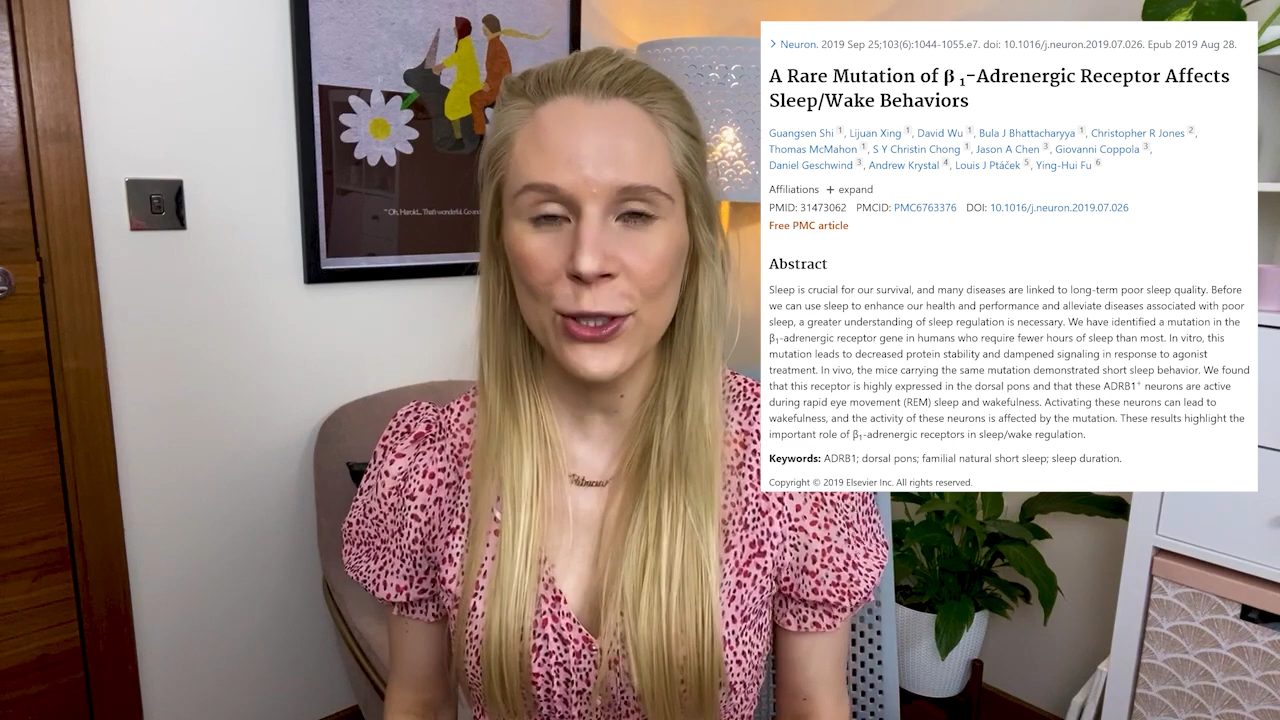 "Oh, Harold... That's wonderful. Go and
> Neuron. 2019 Sep 25;103(6):1044-1055.e7. doi: 10.1016/j.neuron.2019.07.026. Epub 2019 Aug 28.
A Rare Mutation of β 1-Adrenergic Receptor Affects
Sleep/Wake Behaviors
Guangsen Shi 1, Lijuan Xing 1, David Wu 1, Bula J Bhattacharyya 1, Christopher R Jones 2,
Thomas McMahon 1, S Y Christin Chong 1, Jason A Chen 3, Giovanni Coppola 3,
Daniel Geschwind 3, Andrew Krystal 4, Louis J Ptáček 5, Ying-Hui Fu 6
Affiliations + expand
PMID: 31473062 PMCID: PMC6763376 DOI: 10.1016/j.neuron.2019.07.026
Free PMC article
Abstract
Sleep is crucial for our survival, and many diseases are linked to long-term poor sleep quality. Before
we can use sleep to enhance our health and performance and alleviate diseases associated with poor
sleep, a greater understanding of sleep regulation is necessary. We have identified a mutation in the
β1-adrenergic receptor gene in humans who require fewer hours of sleep than most. In vitro, this
mutation leads to decreased protein stability and dampened signaling in response to agonist
treatment. In vivo, the mice carrying the same mutation demonstrated short sleep behavior. We found
that this receptor is highly expressed in the dorsal pons and that these ADRB1+ neurons are active
during rapid eye movement (REM) sleep and wakefulness. Activating these neurons can lead to
wakefulness, and the activity of these neurons is affected by the mutation. These results highlight the
important role of β1-adrenergic receptors in sleep/wake regulation.
Keywords: ADRB1; dorsal pons; familial natural short sleep; sleep duration.
Copyright © 2019 Elsevier Inc. All rights reserved.